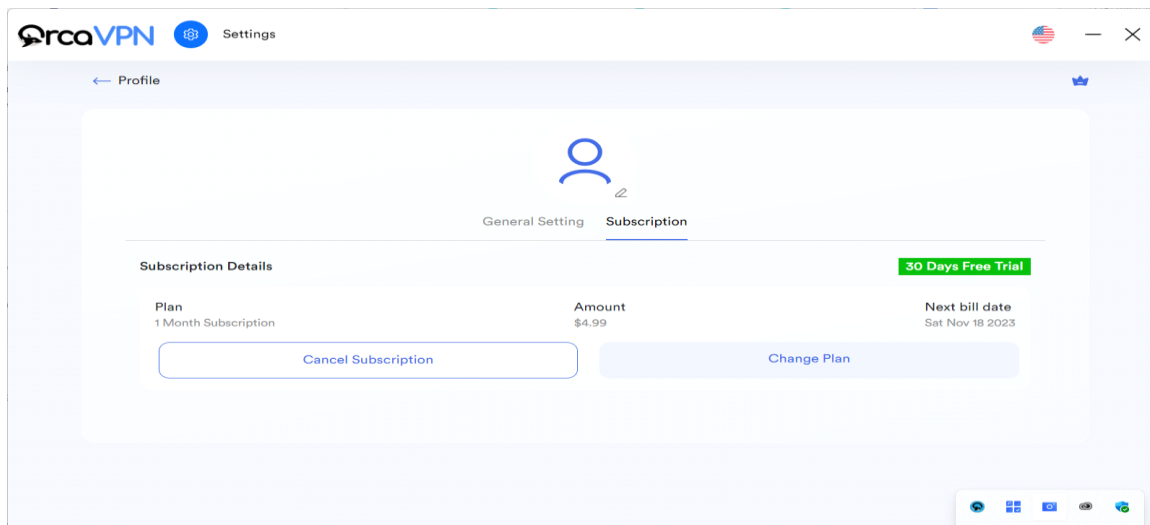 OrcaVPN
Settings
Profile
General Setting Subscription
Subscription Details 30 Days Free Trial
Plan Amount Next bill date
1 Month Subscription $4.99 Sat Nov 18 2023
Cancel Subscription Change Plan